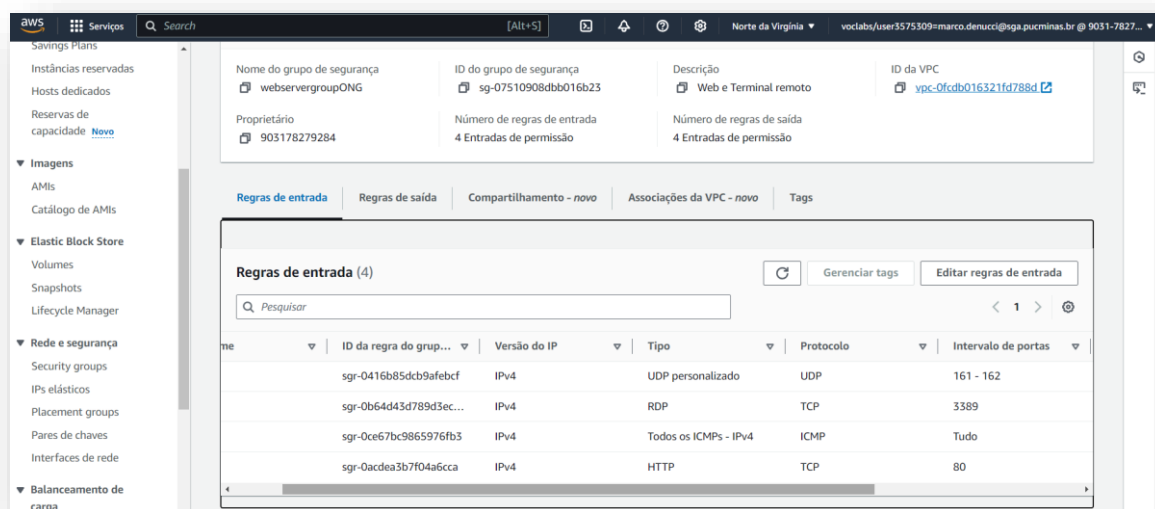 aws Serviços Search [Alt+S] Norte da Virgínia voclabs/user3575309=marco.denucci@sga.pucminas.br @ 9031-7827...
Savings Plans
Instâncias reservadas
Hosts dedicados
Reservas de
capacidade Novo
Imagens
AMIs
Catálogo de AMIs
Elastic Block Store
Volumes
Snapshots
Lifecycle Manager
Rede e segurança
Security groups
IPs elásticos
Placement groups
Pares de chaves
Interfaces de rede
Balanceamento de
carga
Nome do grupo de segurança
webservergroupONG
ID do grupo de segurança
sg-07510908dbb016b23
Descrição
Web e Terminal remoto
ID da VPC
vpc-0fcdb016321fd788d
Proprietário
903178279284
Número de regras de entrada
4 Entradas de permissão
Número de regras de saída
4 Entradas de permissão
Regras de entrada Regras de saída Compartilhamento - novo Associações da VPC - novo Tags
Regras de entrada (4) Gerenciar tags Editar regras de entrada
Pesquisar 1
me ID da regra do grup... Versão do IP Tipo Protocolo Intervalo de portas
sgr-0416b85dcb9afebcf IPv4 UDP personalizado UDP 161 - 162
sgr-0b64d43d789d3ec... IPv4 RDP TCP 3389
sgr-0ce67bc9865976fb3 IPv4 Todos os ICMPs - IPv4 ICMP Tudo
sgr-0acdea3b7f04a6cca IPv4 HTTP TCP 80